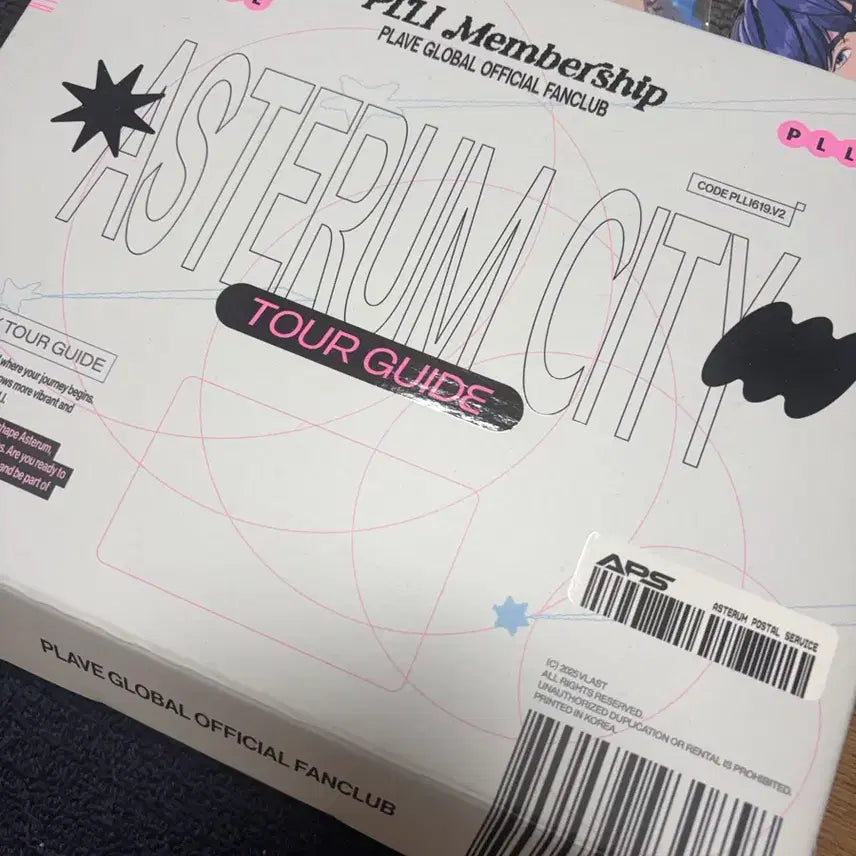 PLLI Membership
PLAVE GLOBAL OFFICIAL FANCLUB
PLL
CODE PLLI619.V2
ASTERUM CITY
TOUR GUIDE
TOUR GUIDE
where your journey begins.
more vibrant and
shape Asterum,
Are you ready to
and be part of
APS
ASTERUM POSTAL SERVICE
(C) 2025 VLAST
ALL RIGHTS RESERVED.
UNAUTHORIZED DUPLICATION OR RENTAL IS PROHIBITED.
PRINTED IN KOREA.
PLAVE GLOBAL OFFICIAL FANCLUB